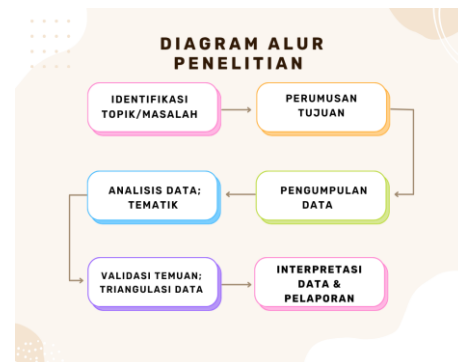 DIAGRAM ALUR
PENELITIAN
IDENTIFIKASI
TOPIK/MASALAH
PERUMUSAN
TUJUAN
PENGUMPULAN
DATA
ANALISIS DATA;
TEMATIK
VALIDASI TEMUAN;
TRIANGULASI DATA
INTERPRETASI
DATA &
PELAPORAN